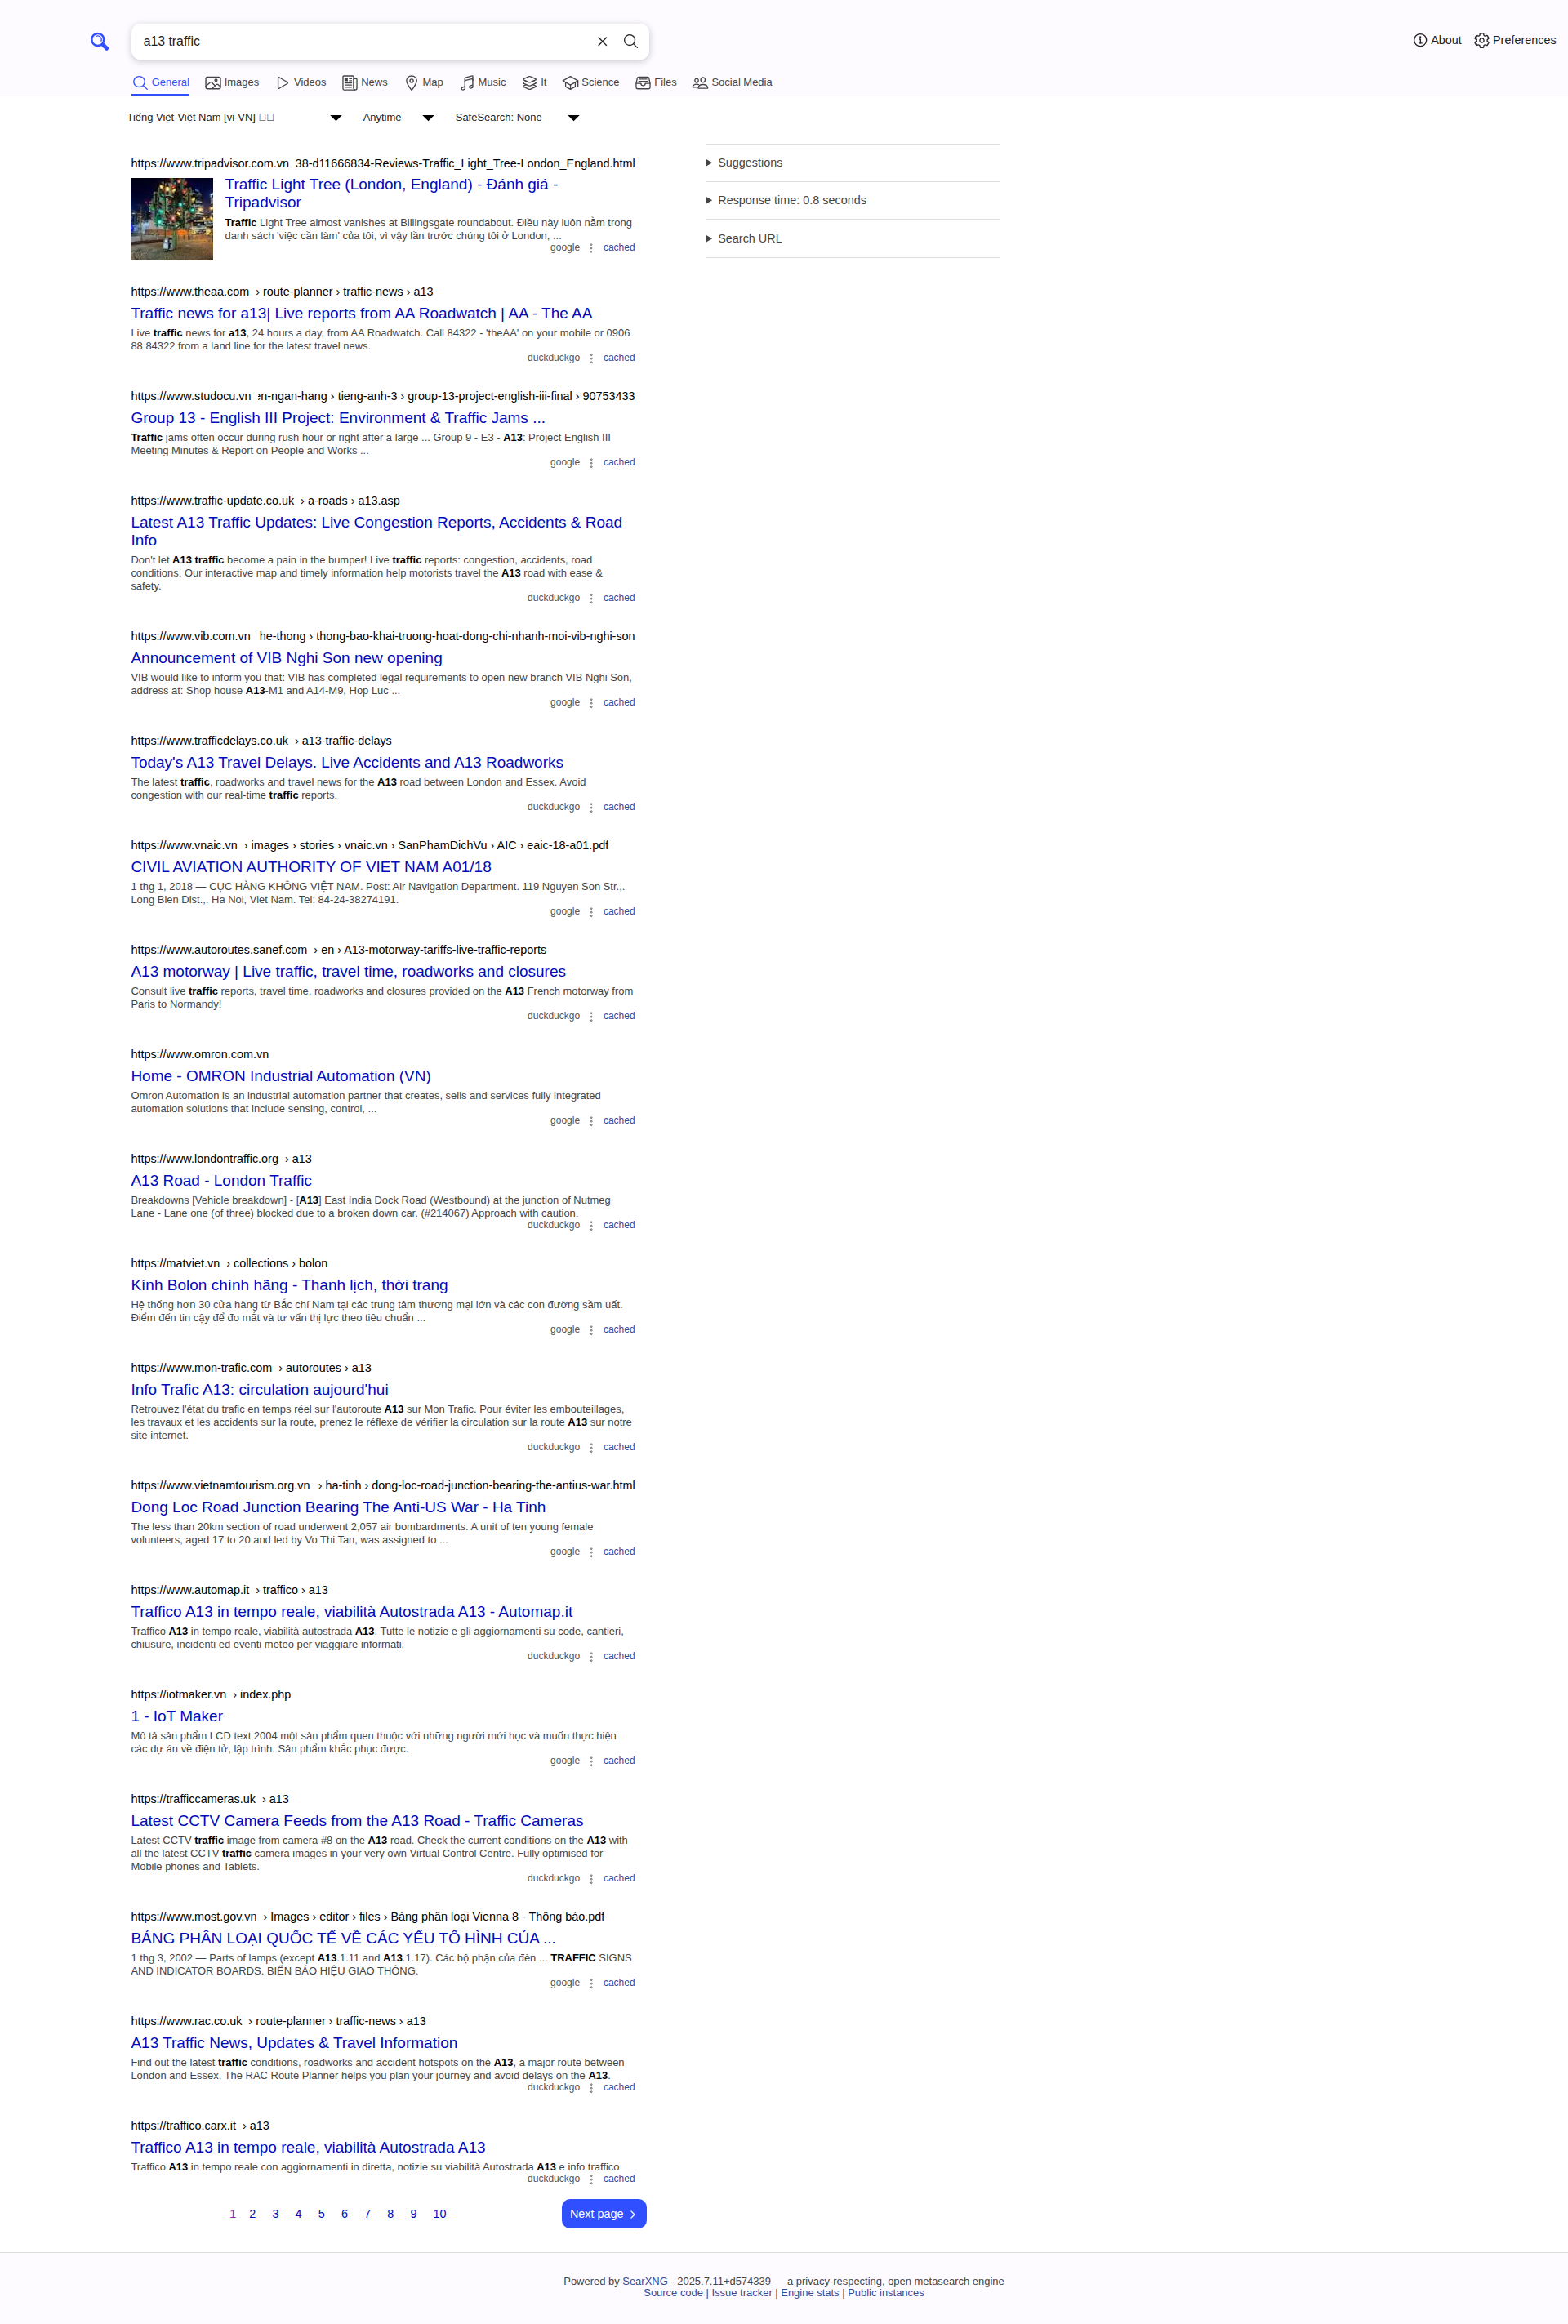 a13 traffic
About
Preferences
General
Images
Videos
News
Map
Music
It
Science
Files
Social Media
Tiếng Việt-Việt Nam [vi-VN]
Anytime
SafeSearch: None
https://www.tripadvisor.com.vn 38-d11666834-Reviews-Traffic_Light_Tree-London_England.html
Traffic Light Tree (London, England) - Đánh giá -
Tripadvisor
Traffic Light Tree almost vanishes at Billingsgate roundabout. Điều này luôn nằm trong
danh sách 'việc cần làm' của tôi, vì vậy lần trước chúng tôi ở London, ...
google cached
https://www.theaa.com › route-planner › traffic-news › a13
Traffic news for a13| Live reports from AA Roadwatch | AA - The AA
Live traffic news for a13, 24 hours a day, from AA Roadwatch. Call 84322 - 'theAA' on your mobile or 0906
88 84322 from a land line for the latest travel news.
duckduckgo cached
https://www.studocu.vn en-ngan-hang › tieng-anh-3 › group-13-project-english-iii-final › 90753433
Group 13 - English III Project: Environment & Traffic Jams ...
Traffic jams often occur during rush hour or right after a large ... Group 9 - E3 - A13: Project English III
Meeting Minutes & Report on People and Works ...
google cached
https://www.traffic-update.co.uk › a-roads › a13.asp
Latest A13 Traffic Updates: Live Congestion Reports, Accidents & Road
Info
Don't let A13 traffic become a pain in the bumper! Live traffic reports: congestion, accidents, road
conditions. Our interactive map and timely information help motorists travel the A13 road with ease &
safety.
duckduckgo cached
https://www.vib.com.vn he-thong › thong-bao-khai-truong-hoat-dong-chi-nhanh-moi-vib-nghi-son
Announcement of VIB Nghi Son new opening
VIB would like to inform you that: VIB has completed legal requirements to open new branch VIB Nghi Son,
address at: Shop house A13-M1 and A14-M9, Hop Luc ...
google cached
https://www.trafficdelays.co.uk › a13-traffic-delays
Today's A13 Travel Delays. Live Accidents and A13 Roadworks
The latest traffic, roadworks and travel news for the A13 road between London and Essex. Avoid
congestion with our real-time traffic reports.
duckduckgo cached
https://www.vnaic.vn › images › stories › vnaic.vn › SanPhamDichVu › AIC › eaic-18-a01.pdf
CIVIL AVIATION AUTHORITY OF VIET NAM A01/18
1 thg 1, 2018 — CỤC HÀNG KHÔNG VIỆT NAM. Post: Air Navigation Department. 119 Nguyen Son Str.,.
Long Bien Dist.,. Ha Noi, Viet Nam. Tel: 84-24-38274191.
google cached
https://www.autoroutes.sanef.com › en › A13-motorway-tariffs-live-traffic-reports
A13 motorway | Live traffic, travel time, roadworks and closures
Consult live traffic reports, travel time, roadworks and closures provided on the A13 French motorway from
Paris to Normandy!
duckduckgo cached
https://www.omron.com.vn
Home - OMRON Industrial Automation (VN)
Omron Automation is an industrial automation partner that creates, sells and services fully integrated
automation solutions that include sensing, control, ...
google cached
https://www.londontraffic.org › a13
A13 Road - London Traffic
Breakdowns [Vehicle breakdown] - [A13] East India Dock Road (Westbound) at the junction of Nutmeg
Lane - Lane one (of three) blocked due to a broken down car. (#214067) Approach with caution.
duckduckgo cached
https://matviet.vn › collections › bolon
Kính Bolon chính hãng - Thanh lịch, thời trang
Hệ thống hơn 30 cửa hàng từ Bắc chí Nam tại các trung tâm thương mại lớn và các con đường sầm uất.
Điểm đến tin cậy để đo mắt và tư vấn thị lực theo tiêu chuẩn ...
google cached
https://www.mon-trafic.com › autoroutes › a13
Info Trafic A13: circulation aujourd'hui
Retrouvez l'état du trafic en temps réel sur l'autoroute A13 sur Mon Trafic. Pour éviter les embouteillages,
les travaux et les accidents sur la route, prenez le réflexe de vérifier la circulation sur la route A13 sur notre
site internet.
duckduckgo cached
https://www.vietnamtourism.org.vn › ha-tinh › dong-loc-road-junction-bearing-the-antius-war.html
Dong Loc Road Junction Bearing The Anti-US War - Ha Tinh
The less than 20km section of road underwent 2,057 air bombardments. A unit of ten young female
volunteers, aged 17 to 20 and led by Vo Thi Tan, was assigned to ...
google cached
https://www.automap.it › traffico › a13
Traffico A13 in tempo reale, viabilità Autostrada A13 - Automap.it
Traffico A13 in tempo reale, viabilità autostrada A13. Tutte le notizie e gli aggiornamenti su code, cantieri,
chiusure, incidenti ed eventi meteo per viaggiare informati.
duckduckgo cached
https://iotmaker.vn › index.php
1 - IoT Maker
Mô tả sản phẩm LCD text 2004 một sản phẩm quen thuộc với những người mới học và muốn thực hiện
các dự án về điện tử, lập trình. Sản phẩm khắc phục được.
google cached
https://trafficcameras.uk › a13
Latest CCTV Camera Feeds from the A13 Road - Traffic Cameras
Latest CCTV traffic image from camera #8 on the A13 road. Check the current conditions on the A13 with
all the latest CCTV traffic camera images in your very own Virtual Control Centre. Fully optimised for
Mobile phones and Tablets.
duckduckgo cached
https://www.most.gov.vn › Images › editor › files › Bảng phân loại Vienna 8 - Thông báo.pdf
BẢNG PHÂN LOẠI QUỐC TẾ VỀ CÁC YẾU TỐ HÌNH CỦA ...
1 thg 3, 2002 — Parts of lamps (except A13.1.11 and A13.1.17). Các bộ phận của đèn ... TRAFFIC SIGNS
AND INDICATOR BOARDS. BIỂN BÁO HIỆU GIAO THÔNG.
google cached
https://www.rac.co.uk › route-planner › traffic-news › a13
A13 Traffic News, Updates & Travel Information
Find out the latest traffic conditions, roadworks and accident hotspots on the A13, a major route between
London and Essex. The RAC Route Planner helps you plan your journey and avoid delays on the A13.
duckduckgo cached
https://traffico.carx.it › a13
Traffico A13 in tempo reale, viabilità Autostrada A13
Traffico A13 in tempo reale con aggiornamenti in diretta, notizie su viabilità Autostrada A13 e info traffico
duckduckgo cached
1 2 3 4 5 6 7 8 9 10
Next page
Suggestions
Response time: 0.8 seconds
Search URL
Powered by SearXNG - 2025.7.11+d574339 — a privacy-respecting, open metasearch engine
Source code | Issue tracker | Engine stats | Public instances